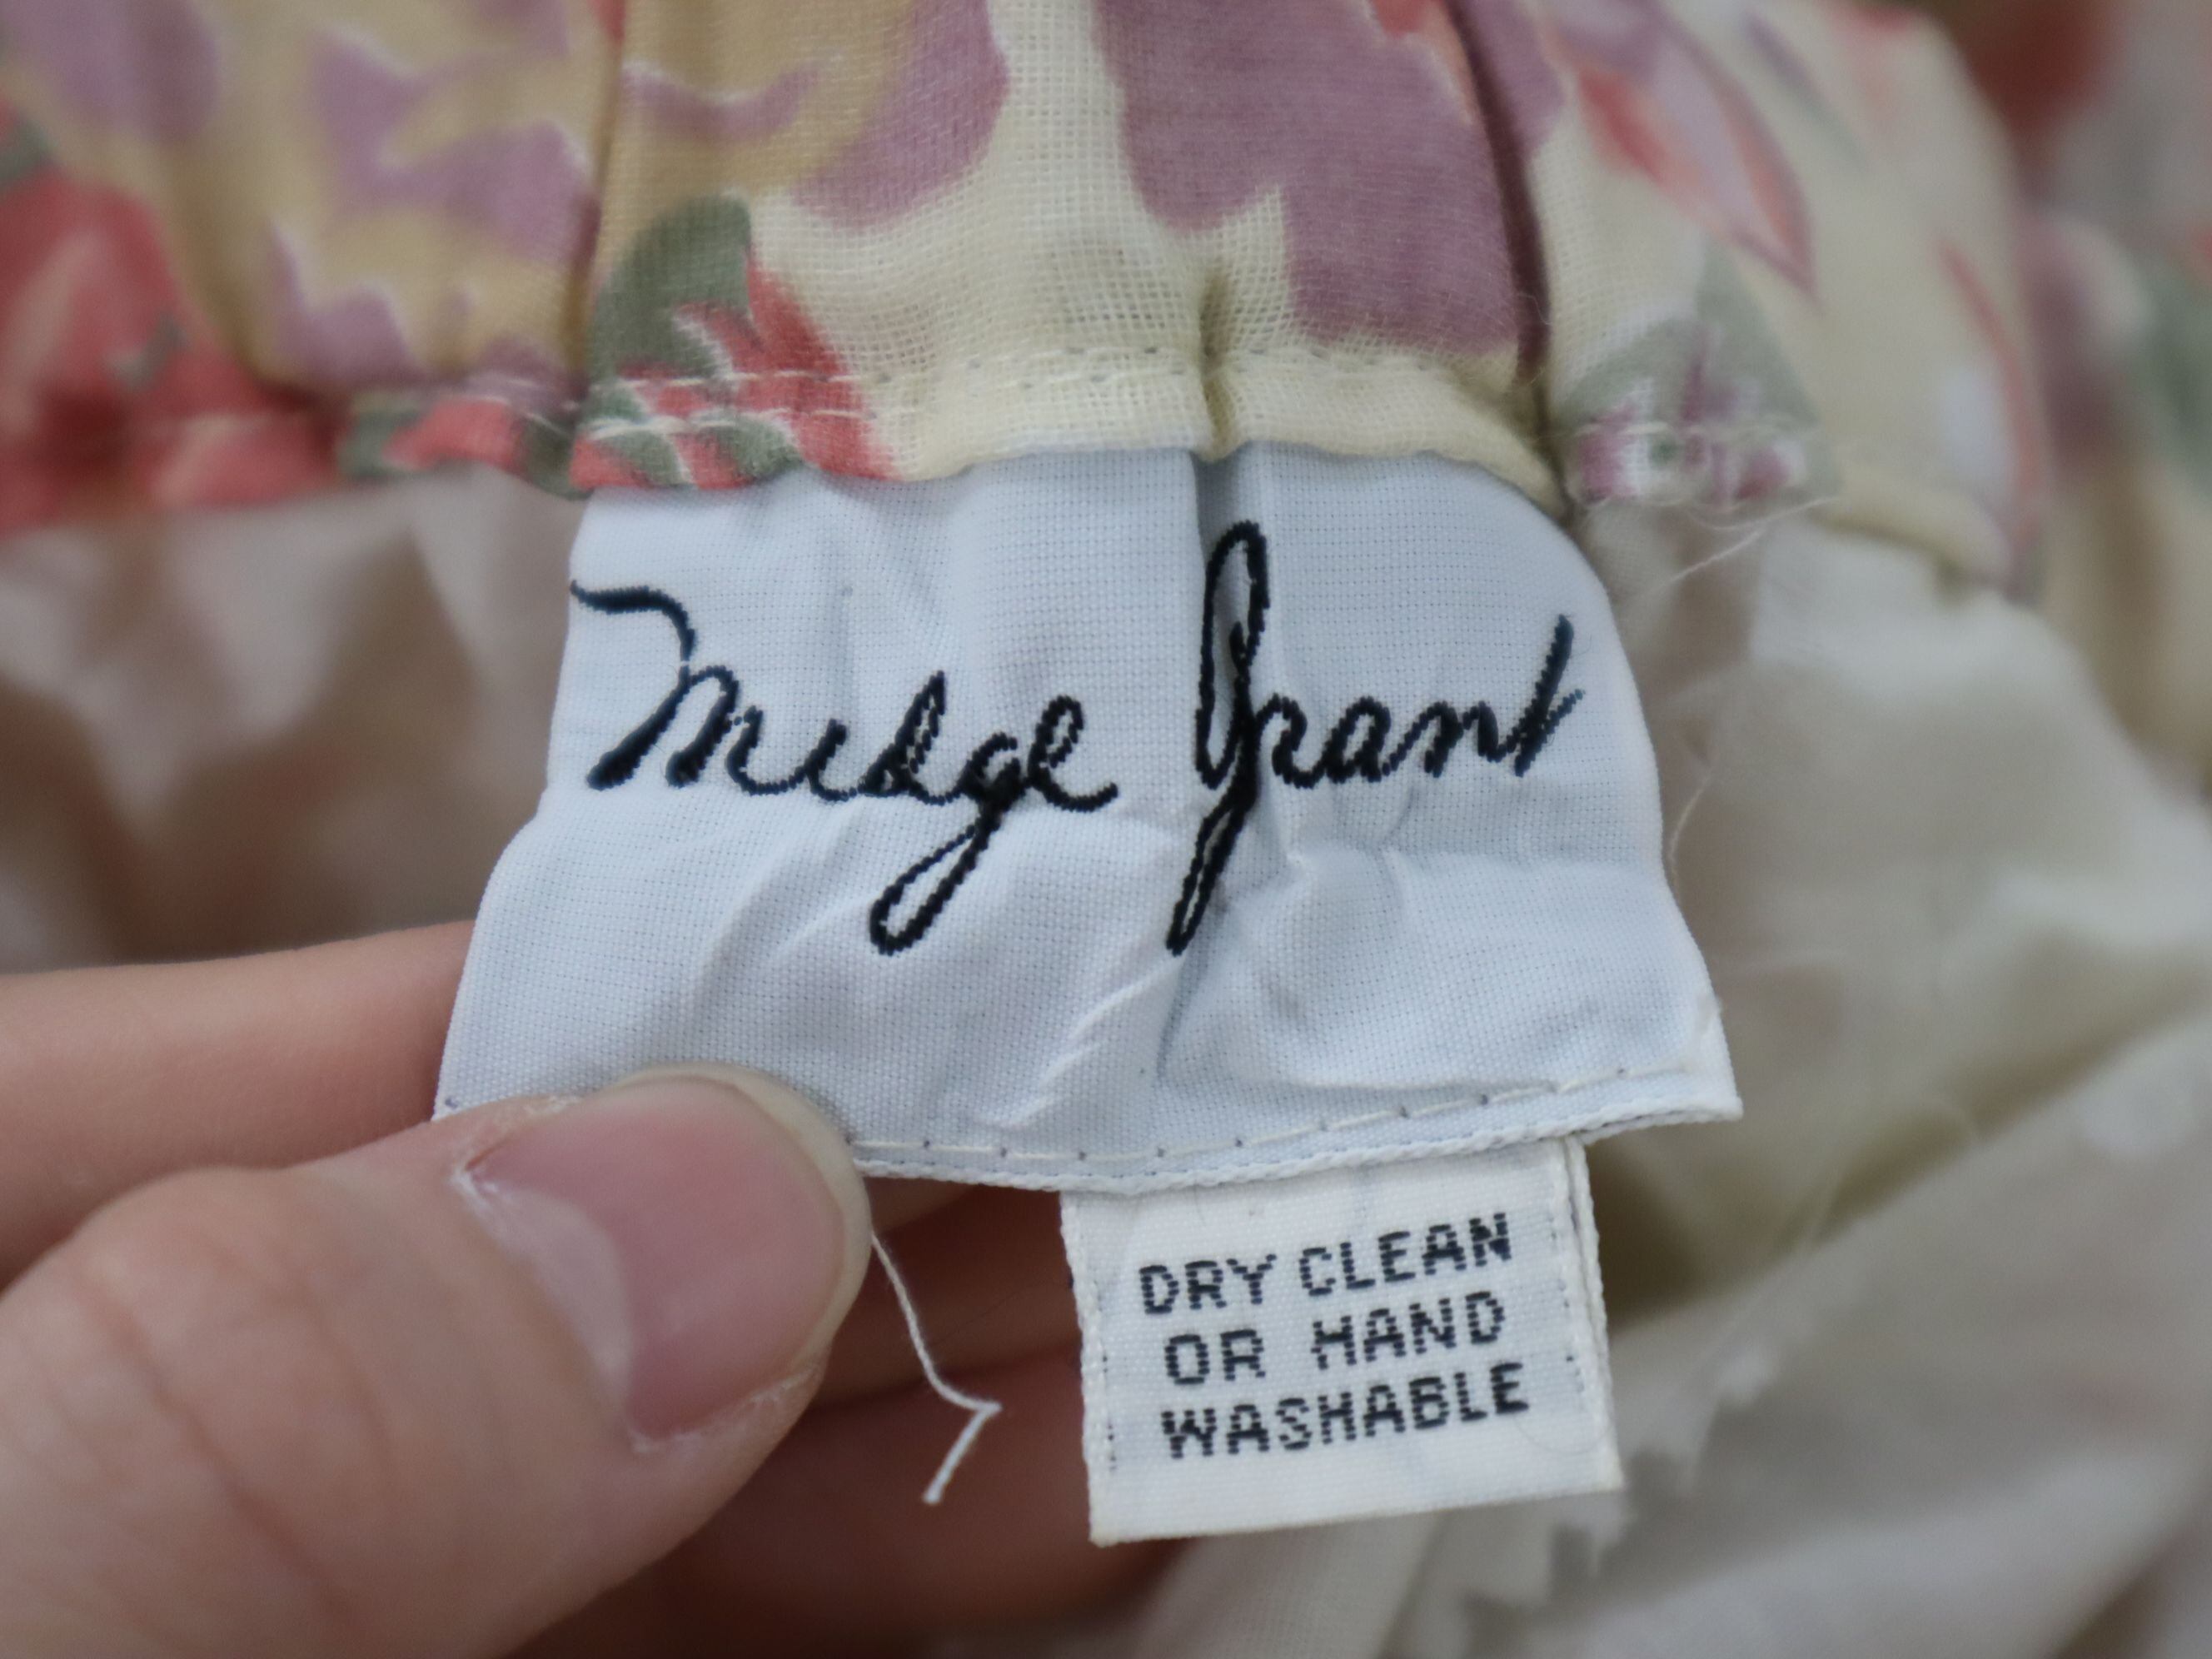 Midge Grant
DRY CLEAN
OR HAND
WASHABLE